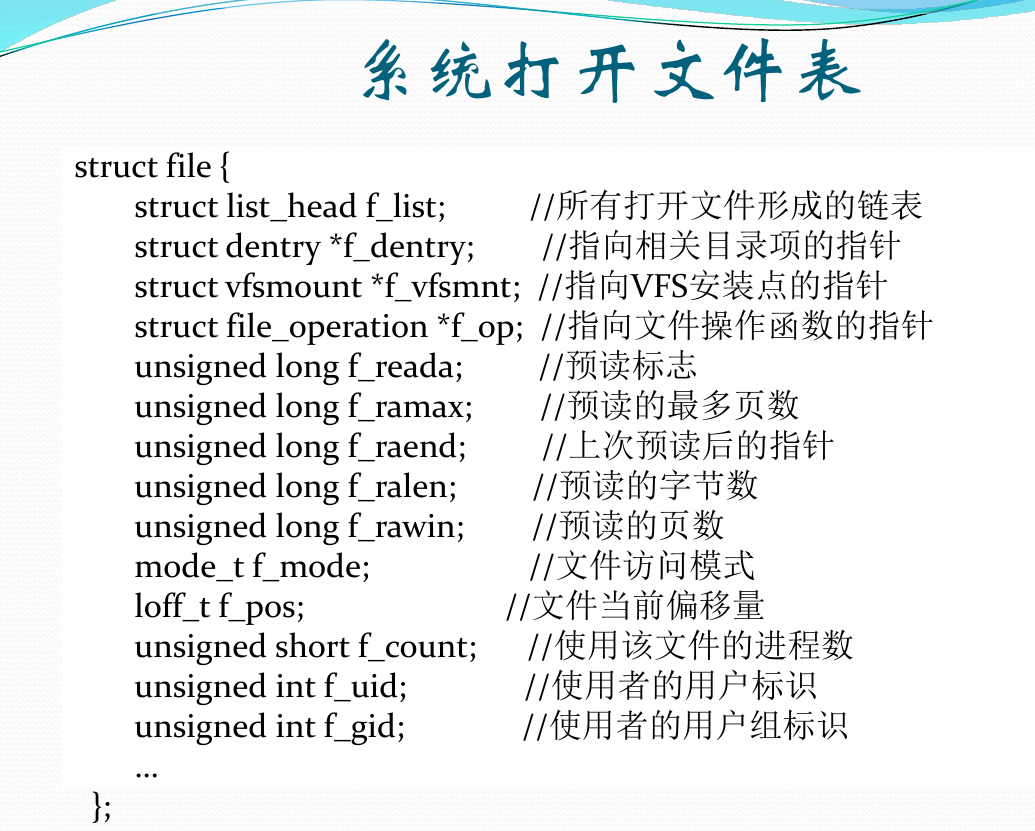 系统打开文件表
struct file {
struct list_head f_list; //所有打开文件形成的链表
struct dentry *f_dentry; //指向相关目录项的指针
struct vfsmount *f_vfsmnt; //指向VFS安装点的指针
struct file_operation *f_op; //指向文件操作函数的指针
unsigned long f_reada; //预读标志
unsigned long f_ramax; //预读的最多页数
unsigned long f_raend; //上次预读后的指针
unsigned long f_ralen; //预读的字节数
unsigned long f_rawin; //预读的页数
mode_t f_mode; //文件访问模式
loff_t f_pos; //文件当前偏移量
unsigned short f_count; //使用该文件的进程数
unsigned int f_uid; //使用者的用户标识
unsigned int f_gid; //使用者的用户组标识
...
};